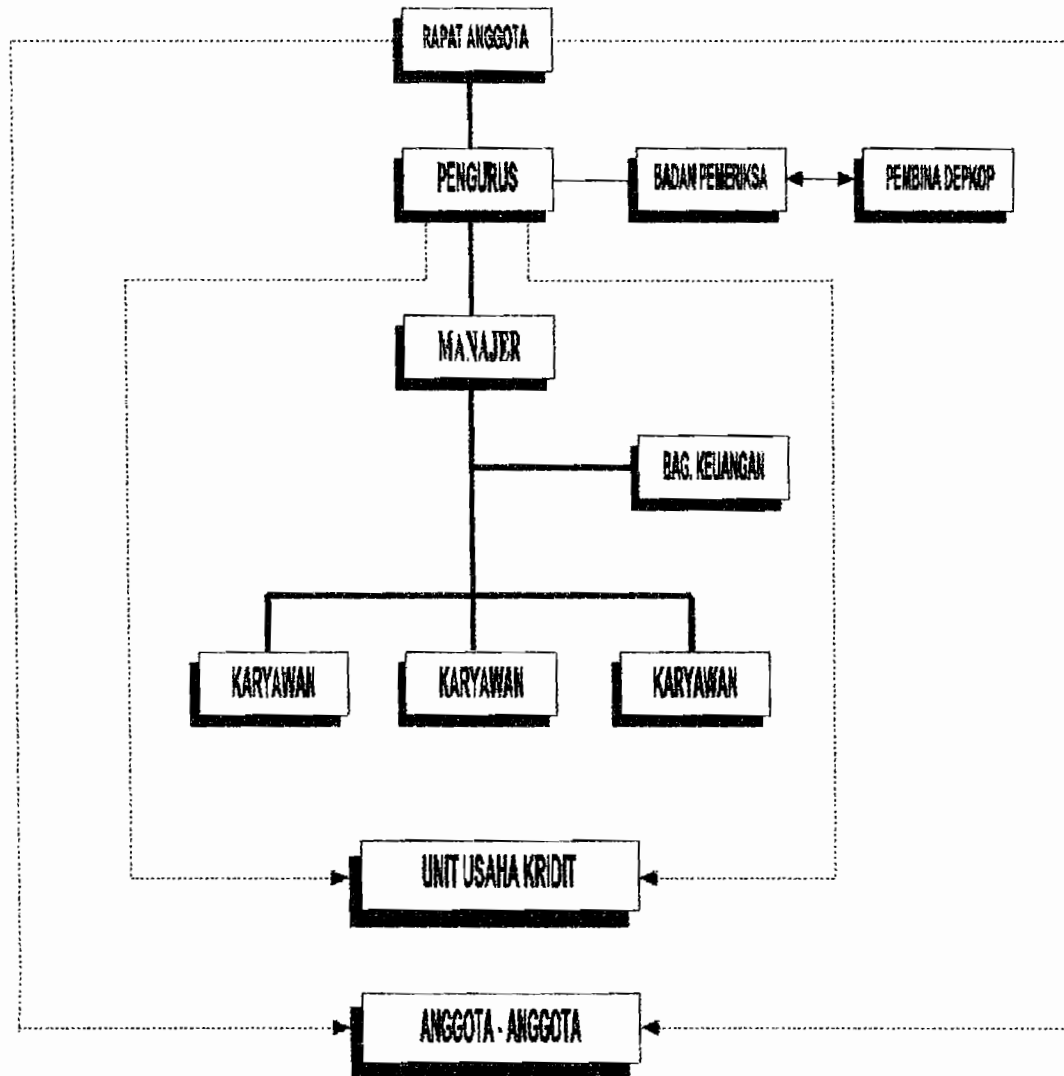 RAPAT ANGGOTA
PENGURUS
BADAN PEMERIKSA
PEMBINA DEPKOP
MANAJER
BAG. KEUANGAN
KARYAWAN
KARYAWAN
KARYAWAN
UNIT USAHA KRIDIT
ANGGOTA - ANGGOTA